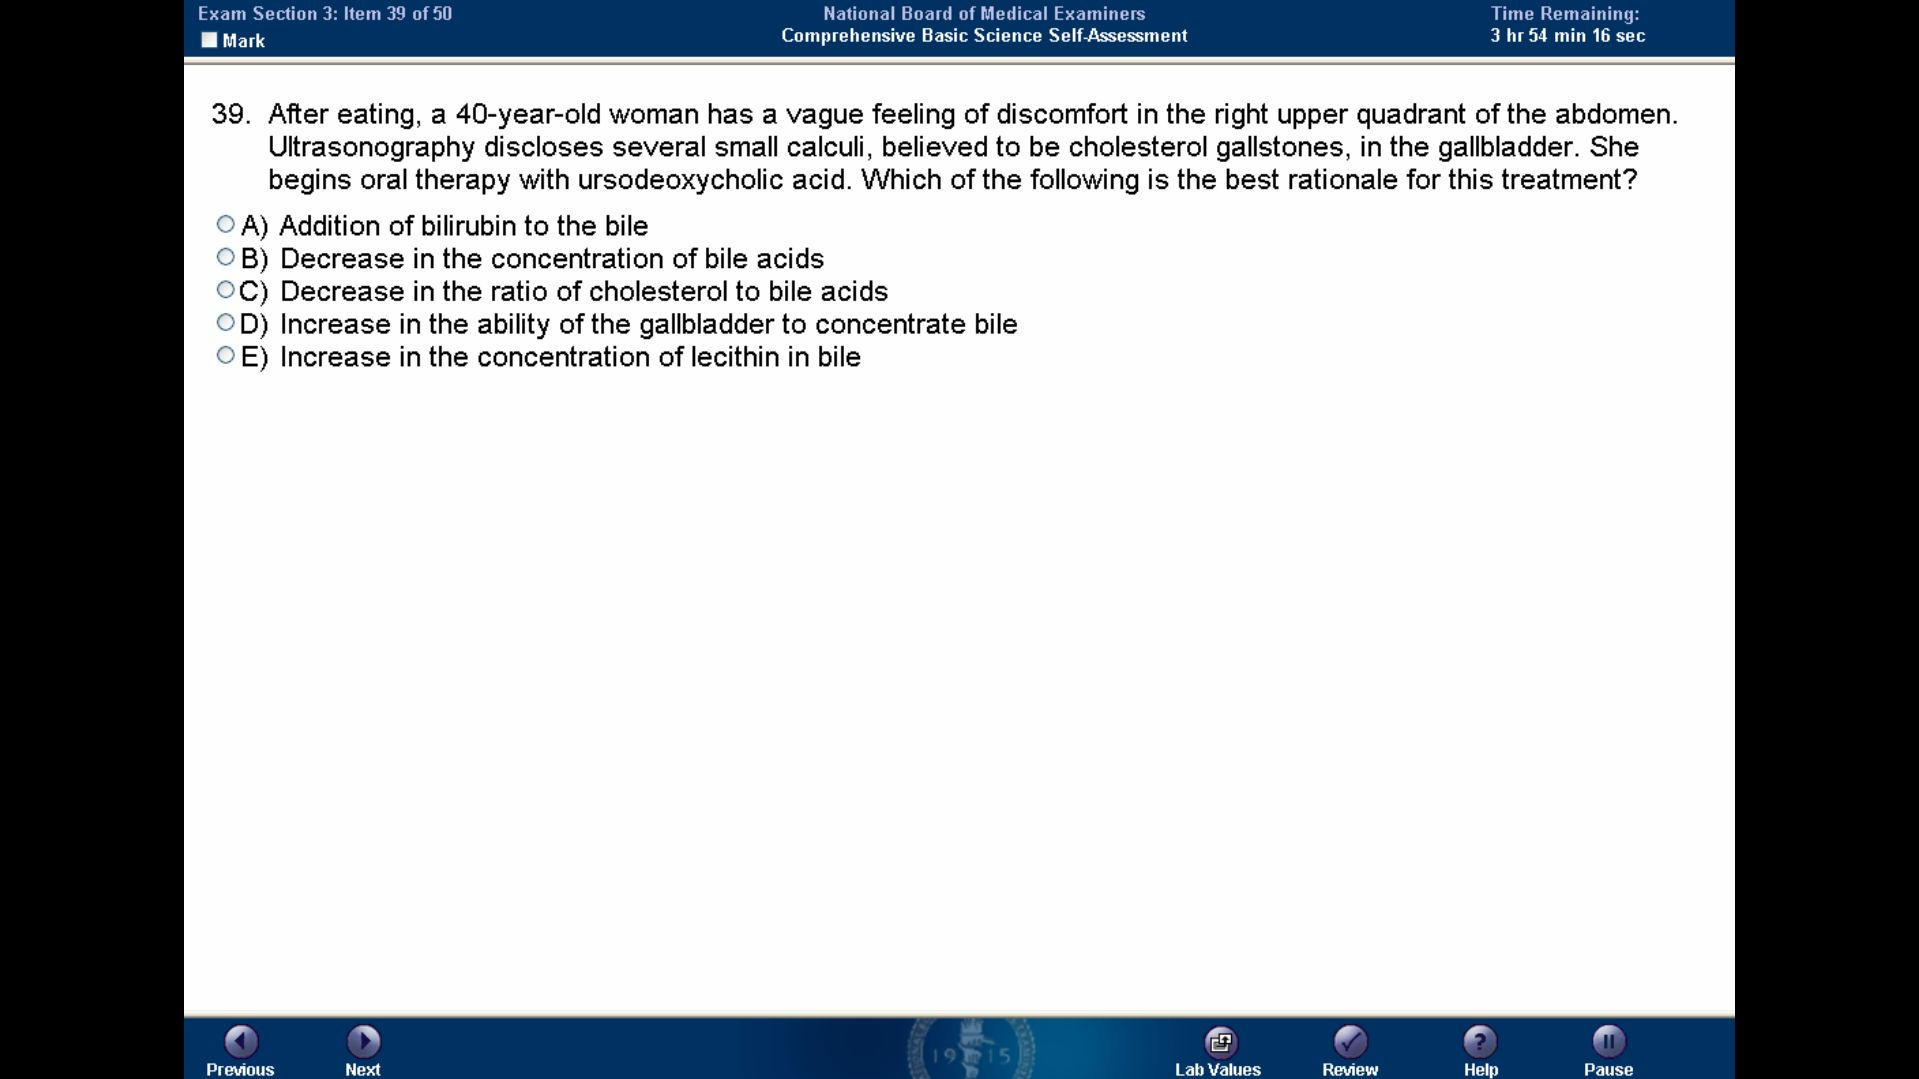 Exam Section 3: Item 39 of 50
National Board of Medical Examiners
Time Remaining:
Mark
Comprehensive Basic Science Self-Assessment
3 hr 54 min 16 sec
39. After eating, a 40-year-old woman has a vague feeling of discomfort in the right upper quadrant of the abdomen.
Ultrasonography discloses several small calculi, believed to be cholesterol gallstones, in the gallbladder. She
begins oral therapy with ursodeoxycholic acid. Which of the following is the best rationale for this treatment?
A) Addition of bilirubin to the bile
B) Decrease in the concentration of bile acids
C) Decrease in the ratio of cholesterol to bile acids
D) Increase in the ability of the gallbladder to concentrate bile
E) Increase in the concentration of lecithin in bile
1915
Previous
Next
Lab Values
Review
Help
Pause